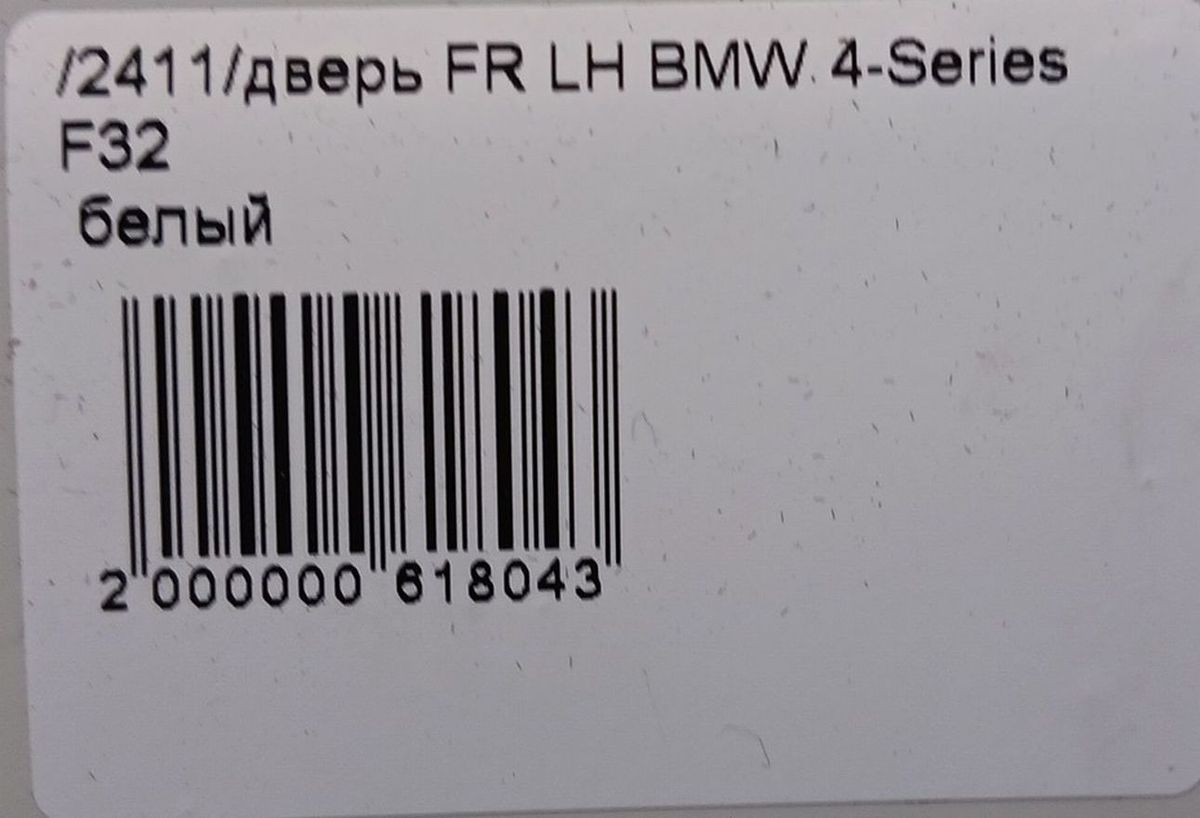 /2411/дверь FR LH BMW 4-Series
F32
белый
2 000000 618043